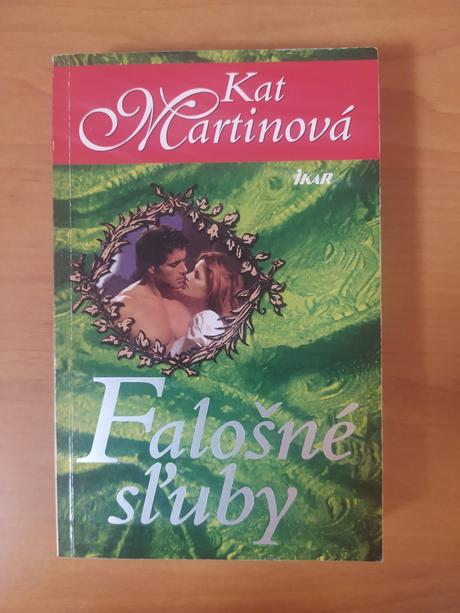 Kat
Martinová
IKAR
Falošné
sľuby